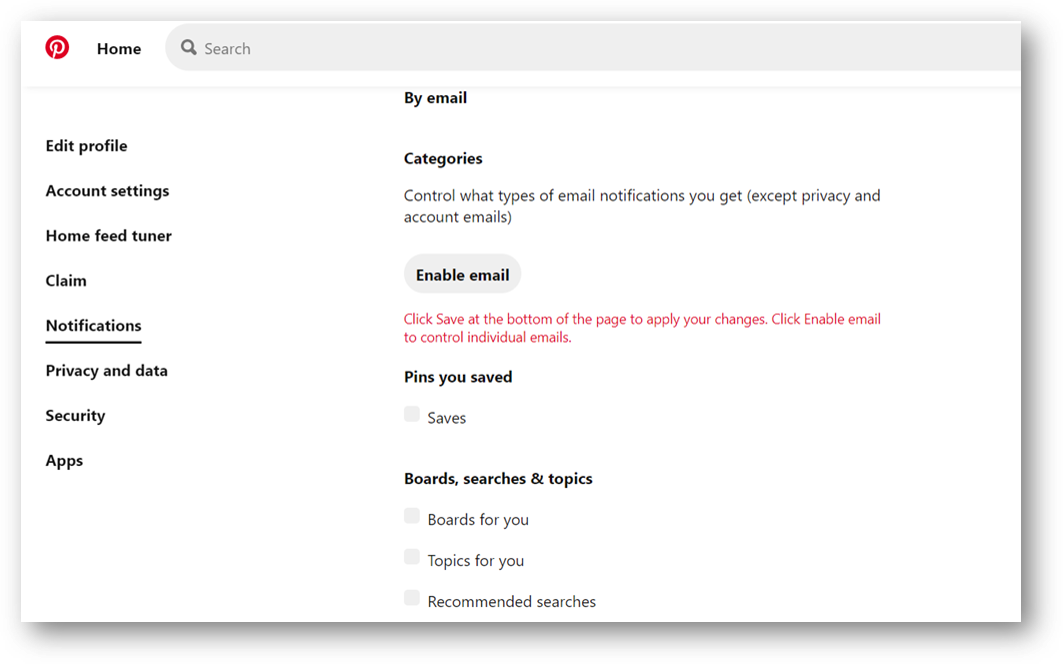 Home
Search
Edit profile
Account settings
Home feed tuner
Claim
Notifications
Privacy and data
Security
Apps
By email
Categories
Control what types of email notifications you get (except privacy and
account emails)
Enable email
Click Save at the bottom of the page to apply your changes. Click Enable email
to control individual emails.
Pins you saved
Saves
Boards, searches & topics
Boards for you
Topics for you
Recommended searches